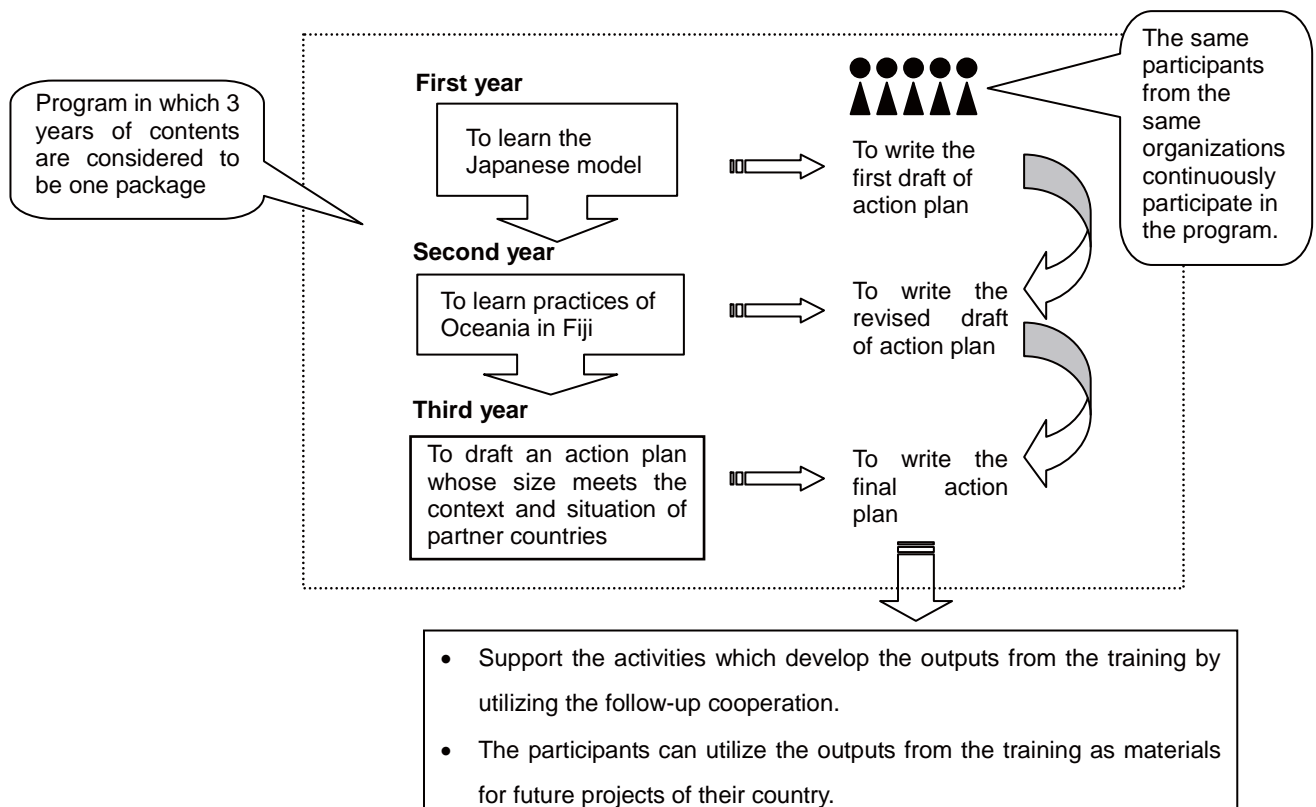 Program in which 3
years of contents
are considered to
be one package
First year
To learn the
Japanese model
To write the
first draft of
action plan
The same
participants
from the
same
organizations
continuously
participate in
the program.
Second year
To learn practices of
Oceania in Fiji
To write the
revised draft
of action plan
Third year
To draft an action plan
whose size meets the
context and situation of
partner countries
To write the
final action
plan
• Support the activities which develop the outputs from the training by
utilizing the follow-up cooperation.
• The participants can utilize the outputs from the training as materials
for future projects of their country.